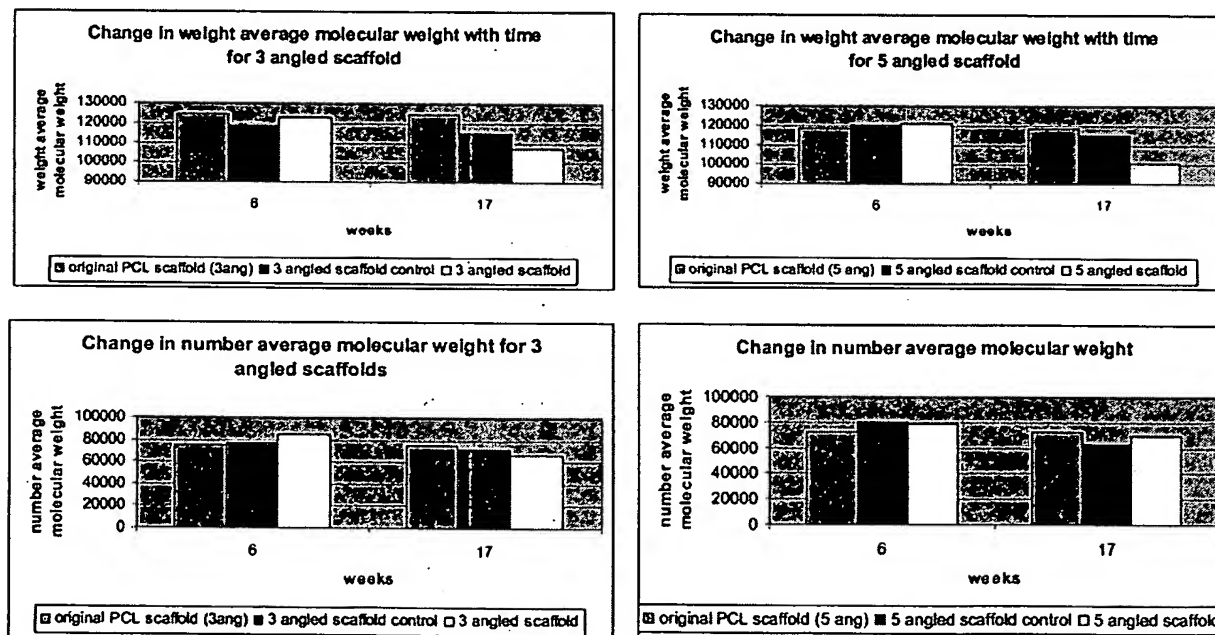 Change in weight average molecular weight with time
for 3 angled scaffold
weight average
molecular weight
130000
120000
110000
100000
90000
6
17
weeks
original PCL scaffold (3ang) 3 angled scaffold control 3 angled scaffold
Change in weight average molecular weight with time
for 5 angled scaffold
weight average
molecular weight
130000
120000
110000
100000
90000
6
17
weeks
original PCL scaffold (5 ang) 5 angled scaffold control 5 angled scaffold
Change in number average molecular weight for 3
angled scaffolds
number average
molecular weight
100000
80000
60000
40000
20000
0
6
17
weeks
original PCL scaffold (3ang) 3 angled scaffold control 3 angled scaffold
Change in number average molecular weight
number average
molecular weight
100000
80000
60000
40000
20000
0
6
17
weeks
original PCL scaffold (5 ang) 5 angled scaffold control 5 angled scaffold